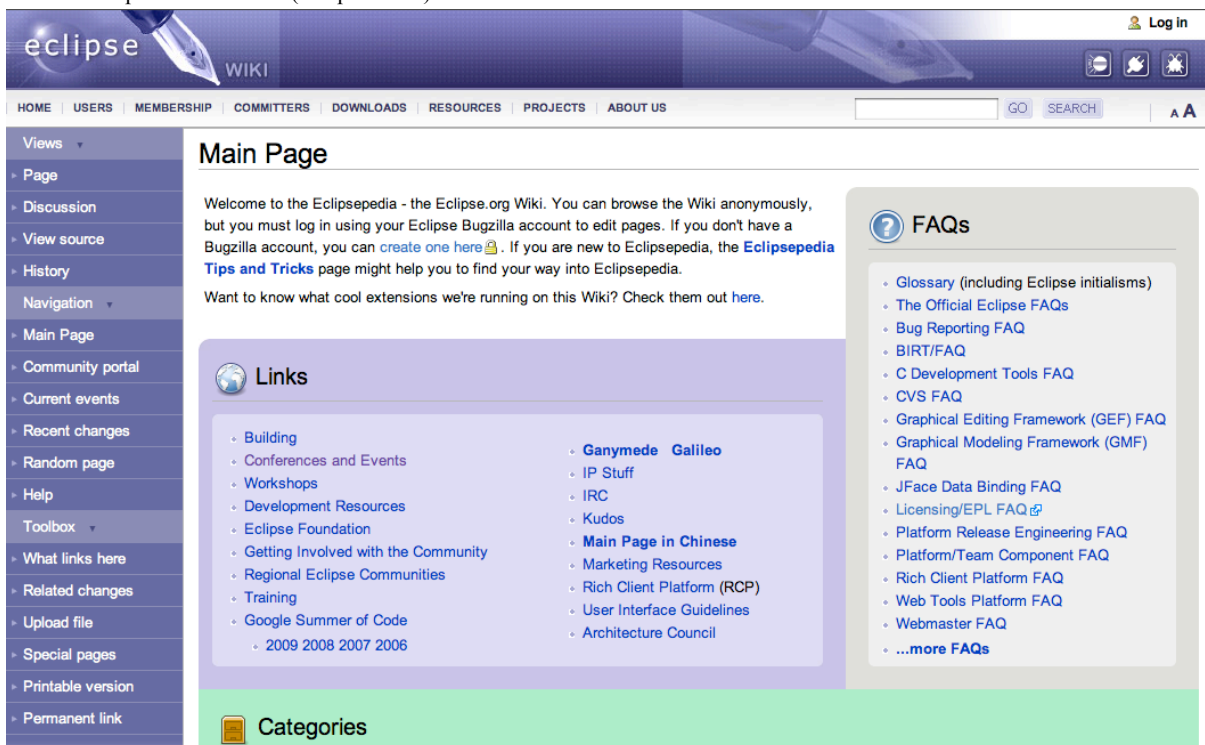 eclipse
WIKI
Log in
HOME USERS MEMBERSHIP COMMITTERS DOWNLOADS RESOURCES PROJECTS ABOUT US
GO SEARCH
A A
Views
Page
Discussion
View source
History
Navigation
Main Page
Community portal
Current events
Recent changes
Random page
Help
Toolbox
What links here
Related changes
Upload file
Special pages
Printable version
Permanent link
Main Page
Welcome to the Eclipsepedia - the Eclipse.org Wiki. You can browse the Wiki anonymously,
but you must log in using your Eclipse Bugzilla account to edit pages. If you don't have a
Bugzilla account, you can create one here. If you are new to Eclipsepedia, the Eclipsepedia
Tips and Tricks page might help you to find your way into Eclipsepedia.
Want to know what cool extensions we're running on this Wiki? Check them out here.
Links
Building
Conferences and Events
Workshops
Development Resources
Eclipse Foundation
Getting Involved with the Community
Regional Eclipse Communities
Training
Google Summer of Code
2009 2008 2007 2006
Ganymede Galileo
IP Stuff
IRC
Kudos
Main Page in Chinese
Marketing Resources
Rich Client Platform (RCP)
User Interface Guidelines
Architecture Council
FAQs
Glossary (including Eclipse initialisms)
The Official Eclipse FAQs
Bug Reporting FAQ
BIRT/FAQ
C Development Tools FAQ
CVS FAQ
Graphical Editing Framework (GEF) FAQ
Graphical Modeling Framework (GMF)
FAQ
JFace Data Binding FAQ
Licensing/EPL FAQ
Platform Release Engineering FAQ
Platform/Team Component FAQ
Rich Client Platform FAQ
Web Tools Platform FAQ
Webmaster FAQ
...more FAQs
Categories